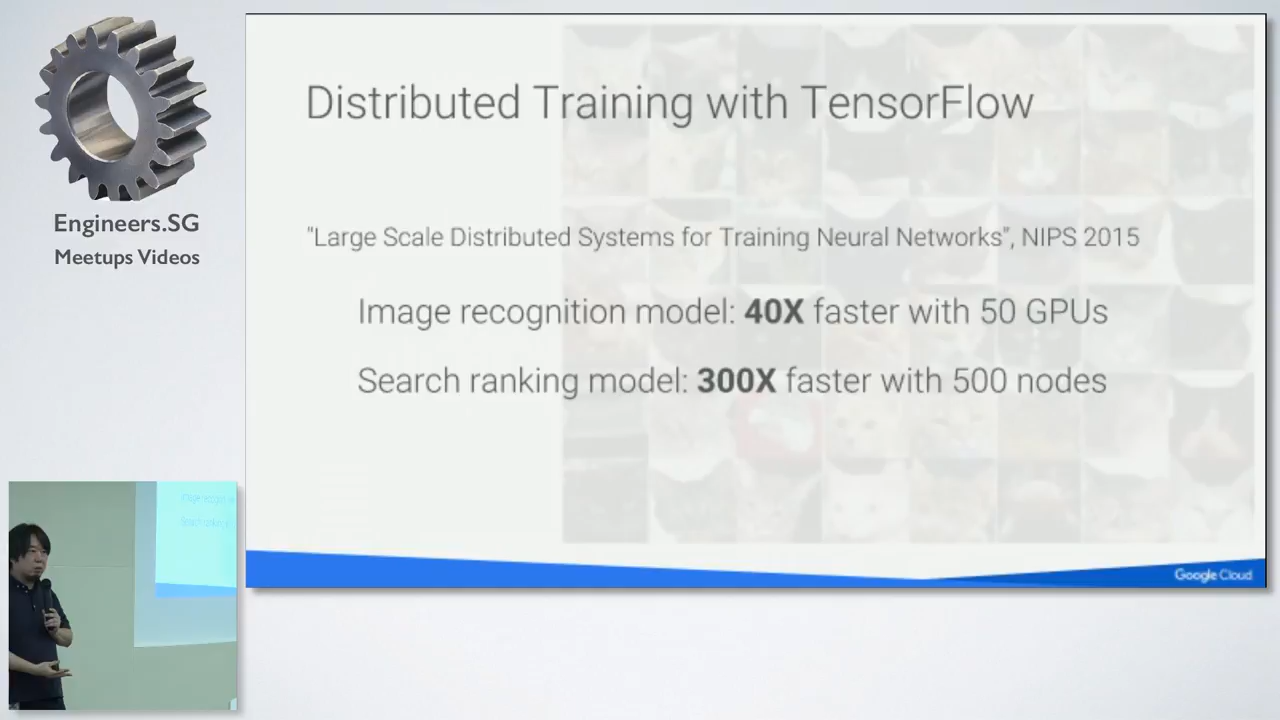 Engineers.SG
Meetups Videos
Distributed Training with TensorFlow
"Large Scale Distributed Systems for Training Neural Networks", NIPS 2015
Image recognition model: 40X faster with 50 GPUs
Search ranking model: 300X faster with 500 nodes
Google Cloud